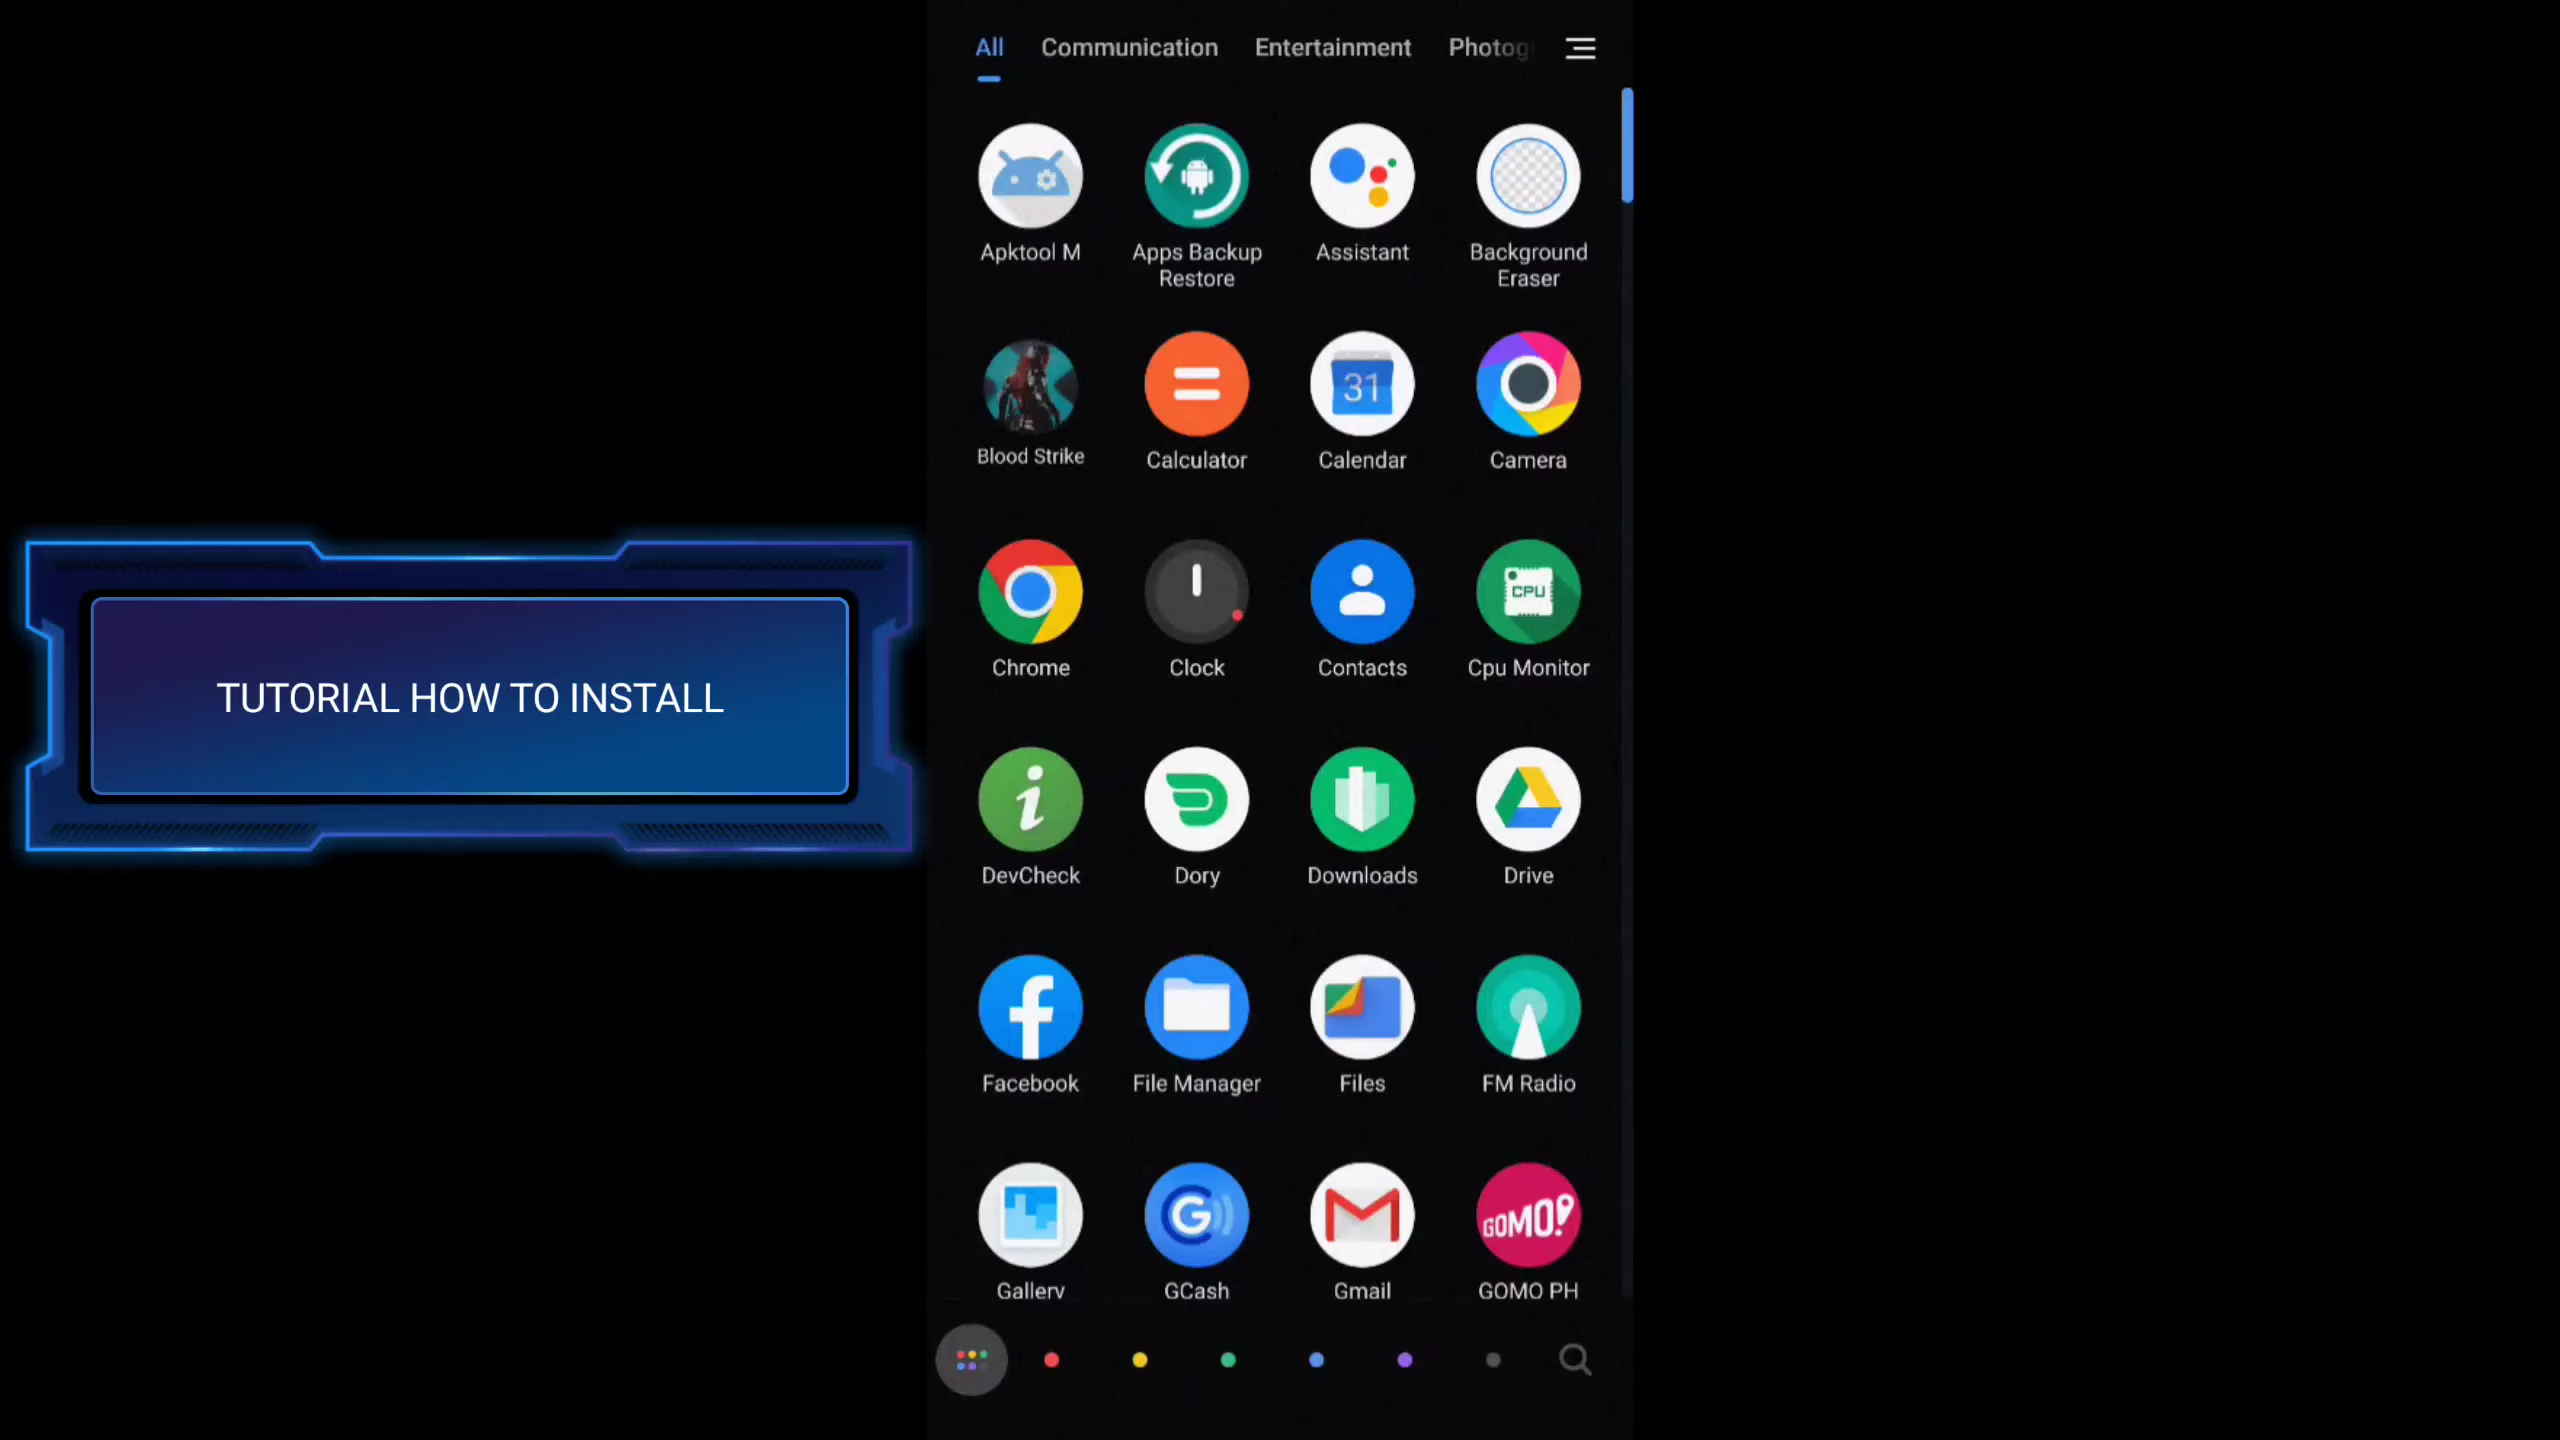 All Communication Entertainment Photog
Apktool M
Apps Backup
Restore
Assistant
Background
Eraser
31
Blood Strike
Calculator
Calendar
Camera
CPU
Chrome
Clock
Contacts
Cpu Monitor
TUTORIAL HOW TO INSTALL
DevCheck
Dory
Downloads
Drive
Facebook
File Manager
Files
FM Radio
GOMO!
Gallery
GCash
Gmail
GOMO PH